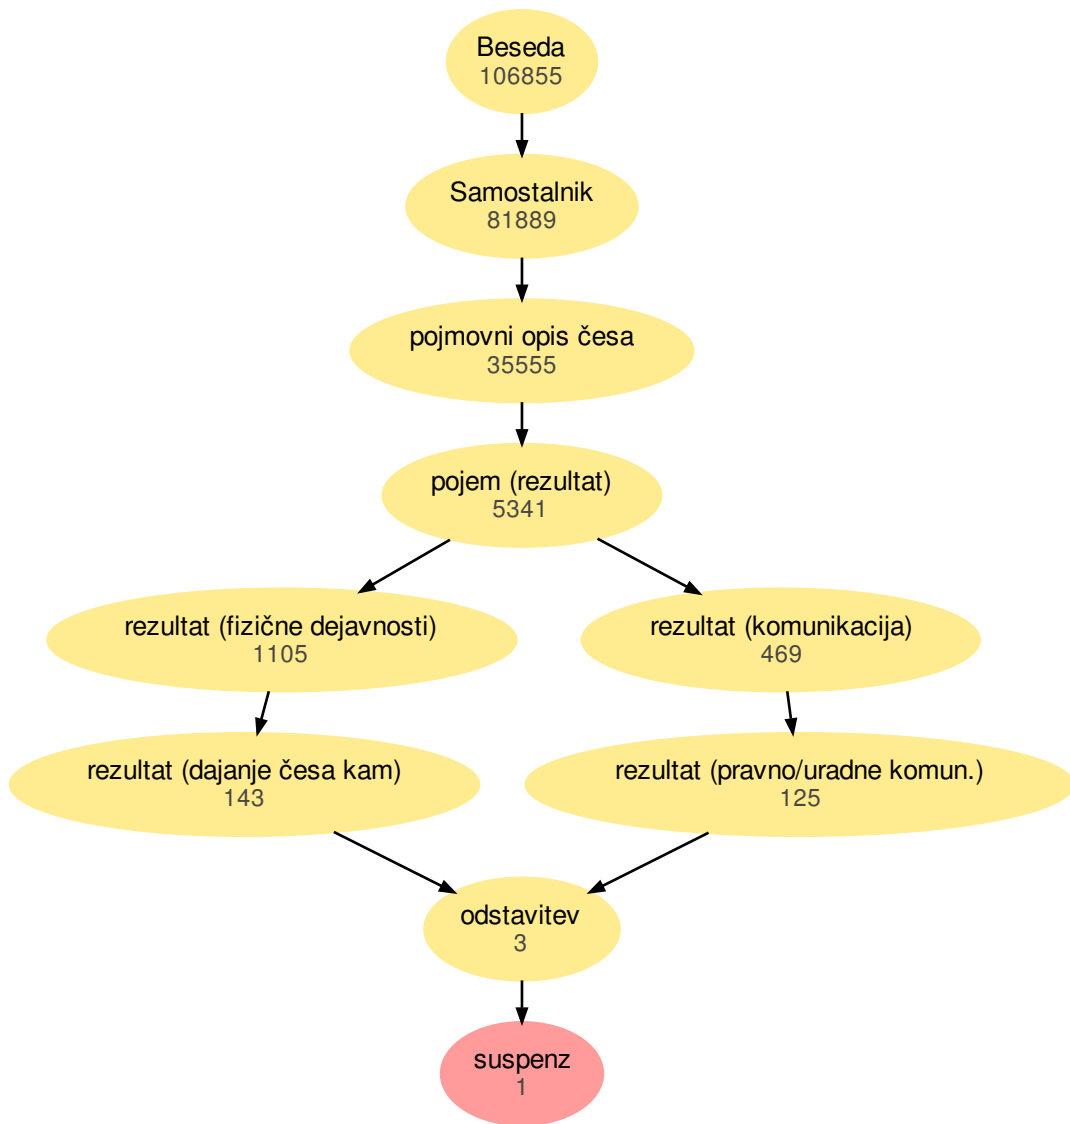 Beseda
106855
Samostalnik
81889
pojmovni opis česa
35555
pojem (rezultat)
5341
rezultat (fizične dejavnosti)
1105
rezultat (komunikacija)
469
rezultat (dajanje česa kam)
143
rezultat (pravno/uradne komun.)
125
odstavitev
3
suspenz
1